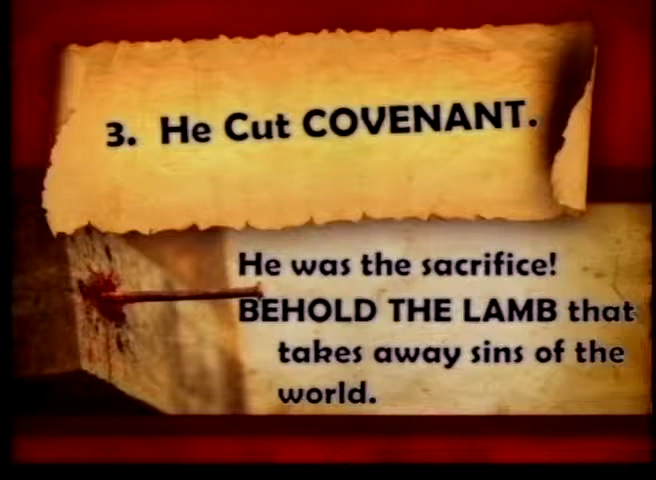 3. He Cut COVENANT.
He was the sacrifice!
BEHOLD THE LAMB that
takes away sins of the
world.